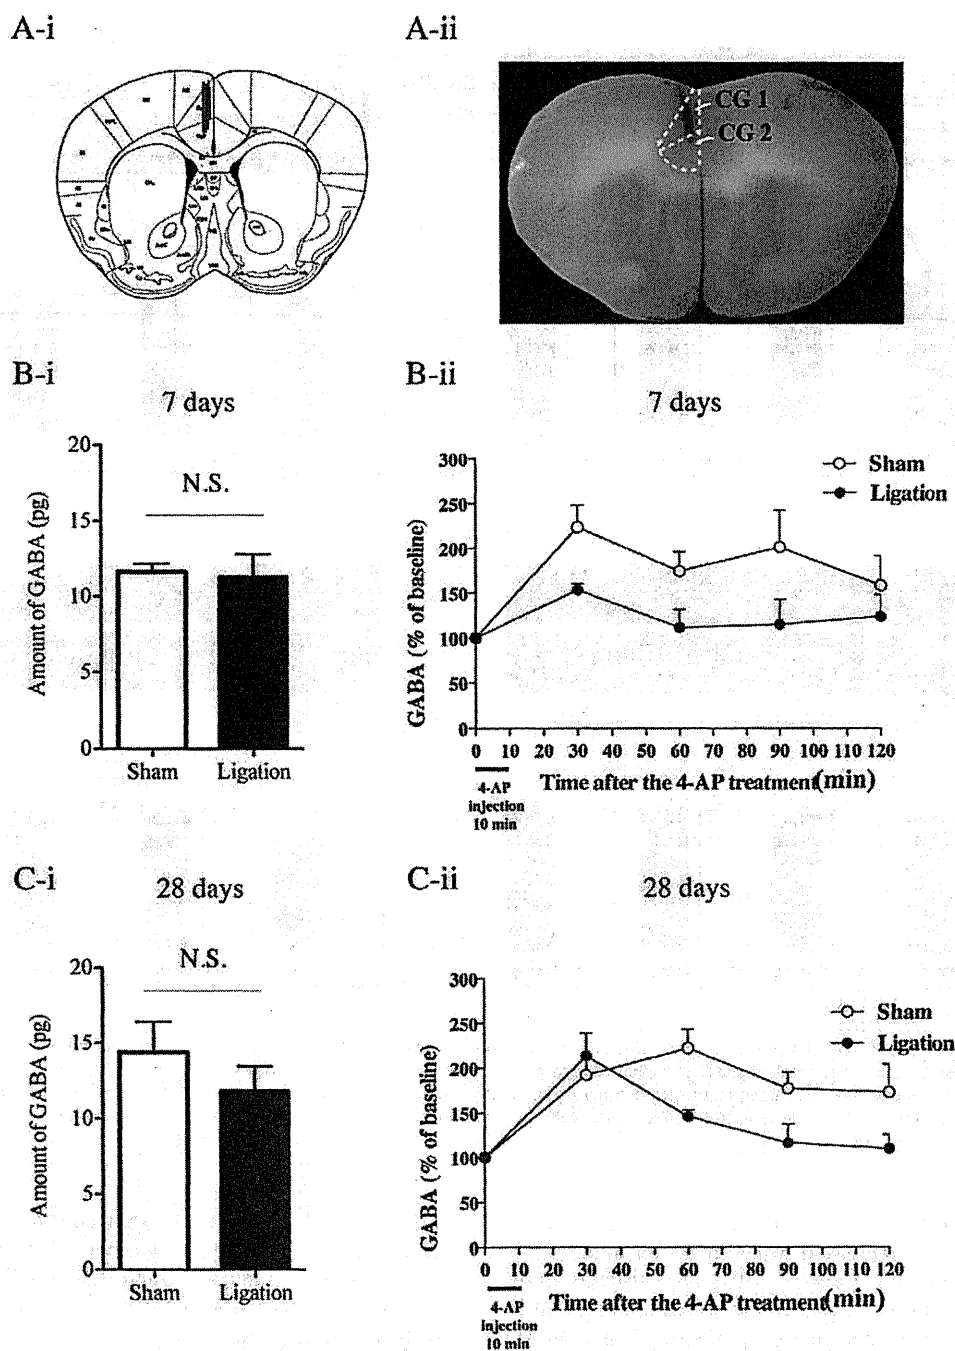 A-i
A-ii
CG 1
CG 2
B-i
7 days
20
15
10
5
0
Amount of GABA (pg)
N.S.
Sham
Ligation
B-ii
7 days
300
250
200
150
100
50
0
GABA (% of baseline)
Sham
Ligation
0 10 20 30 40 50 60 70 80 90 100 110 120
Time after the 4-AP treatment(min)
4-AP
injection
10 min
C-i
28 days
20
15
10
5
0
Amount of GABA (pg)
N.S.
Sham
Ligation
C-ii
28 days
300
250
200
150
100
50
0
GABA (% of baseline)
Sham
Ligation
0 10 20 30 40 50 60 70 80 90 100 110 120
Time after the 4-AP treatment(min)
4-AP
injection
10 min